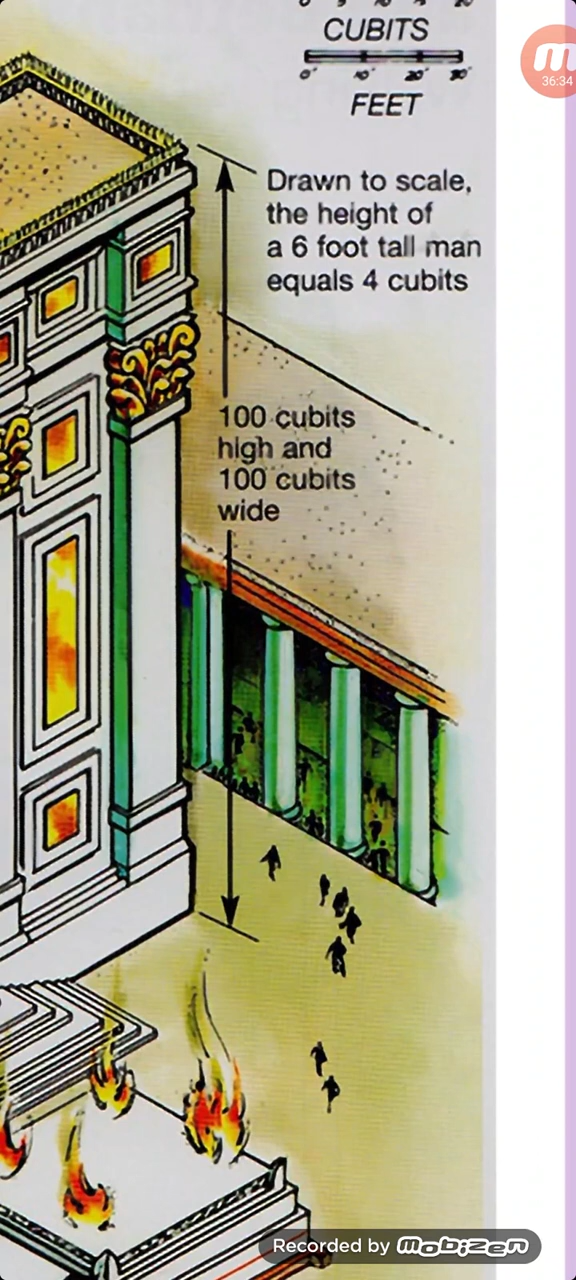 CUBITS
0' 10' 20' 30'
FEET
36:34
Drawn to scale,
the height of
a 6 foot tall man
equals 4 cubits
100 cubits
high and
100 cubits
wide
Recorded by mobizen